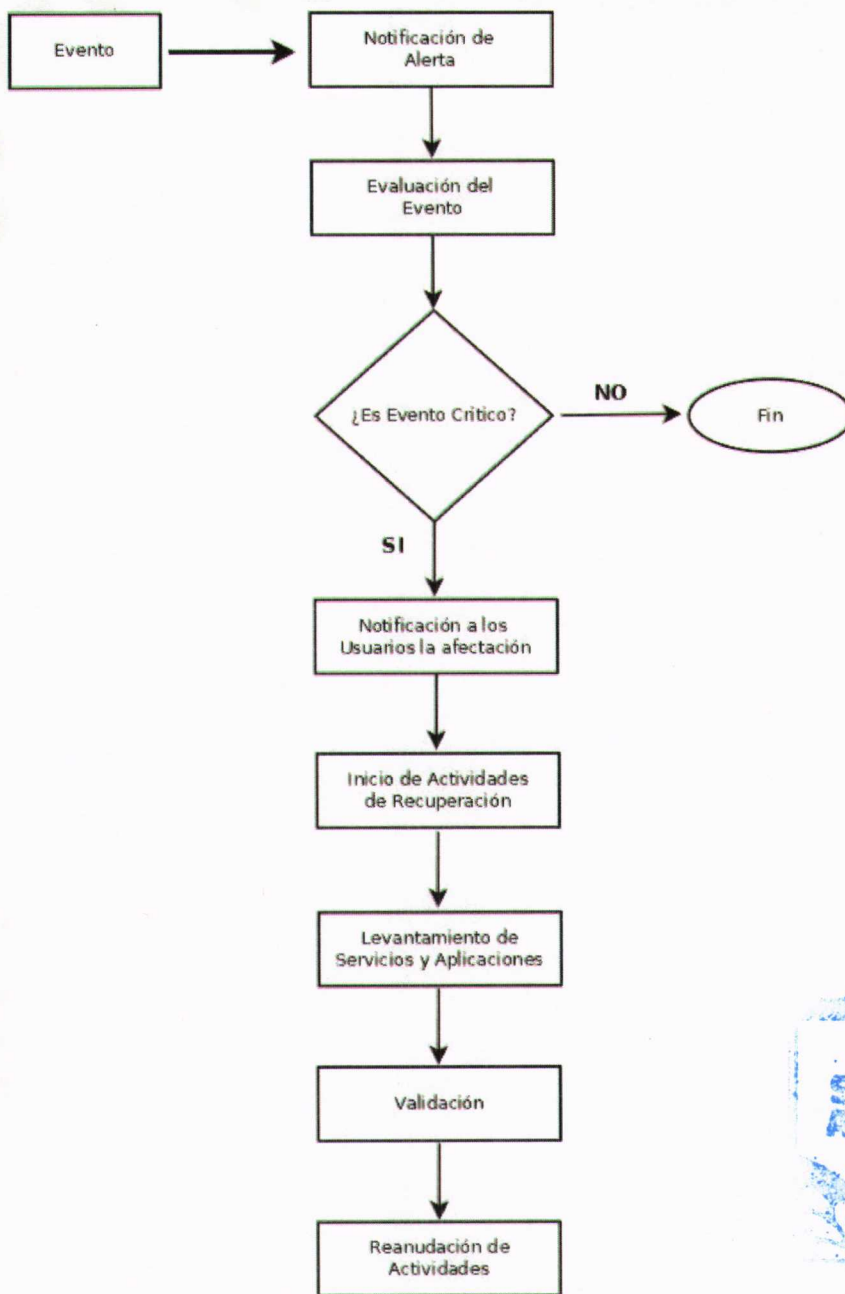 Evento
Notificación de
Alerta
Evaluación del
Evento
¿Es Evento Critico?
NO
Fin
SI
Notificación a los
Usuarios la afectación
Inicio de Actividades
de Recuperación
Levantamiento de
Servicios y Aplicaciones
Validación
Reanudación de
Actividades